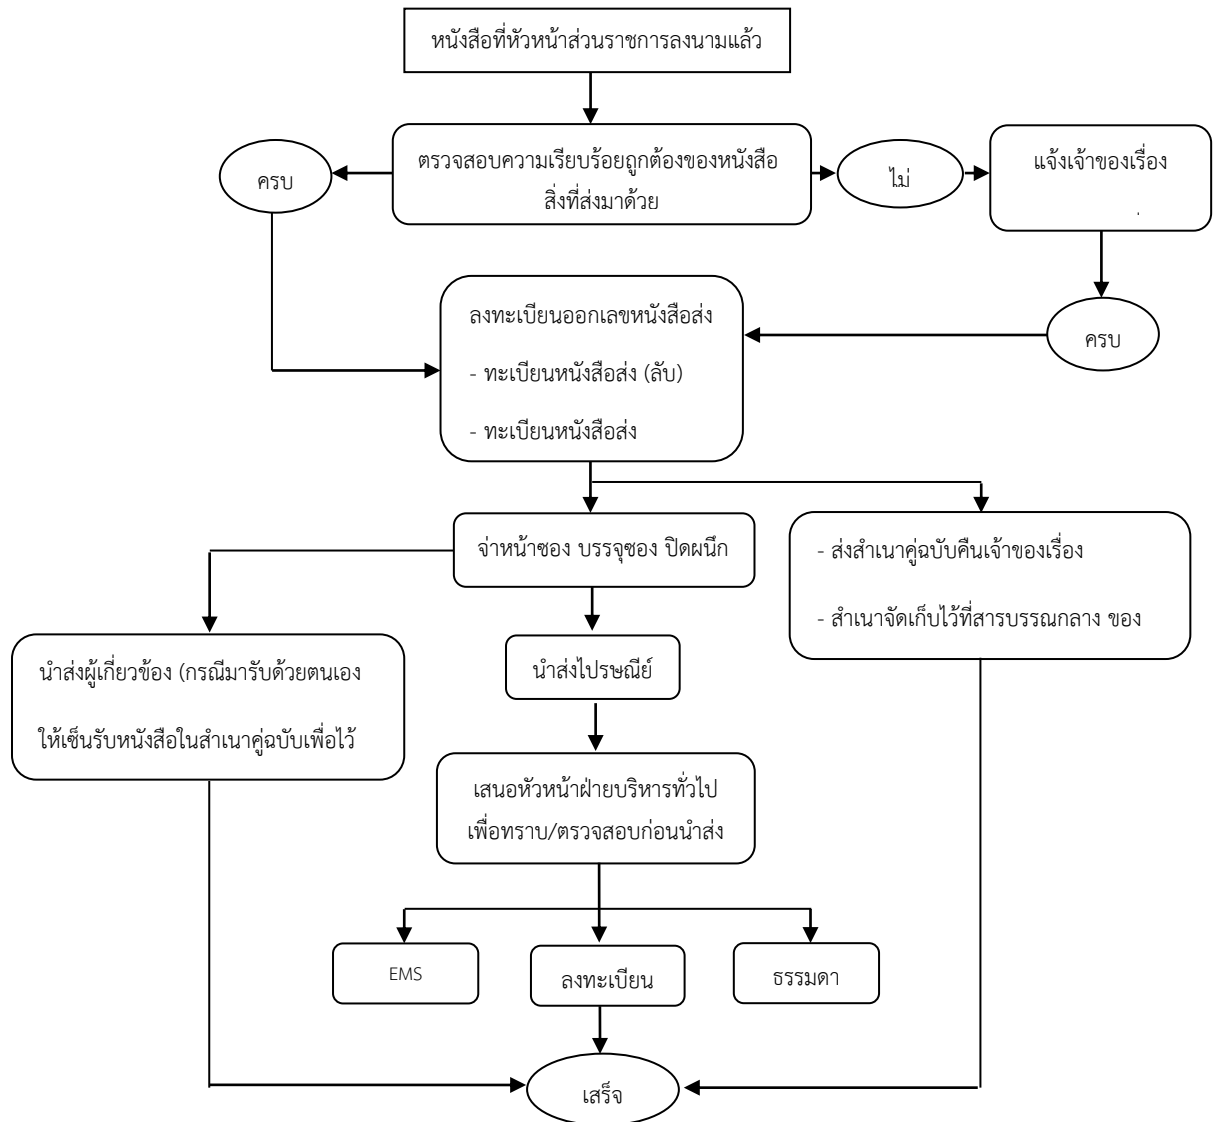 หนังสือที่หัวหน้าส่วนราชการลงนามแล้ว
ตรวจสอบความเรียบร้อยถูกต้องของหนังสือ
สิ่งที่ส่งมาด้วย
ครบ
ไม่
แจ้งเจ้าของเรื่อง
ลงทะเบียนออกเลขหนังสือส่ง
- ทะเบียนหนังสือส่ง (ลับ)
- ทะเบียนหนังสือส่ง
ครบ
จ่าหน้าซอง บรรจุซอง ปิดผนึก
- ส่งสำเนาคู่ฉบับคืนเจ้าของเรื่อง
- สำเนาจัดเก็บไว้ที่สารบรรณกลาง ของ
นำส่งผู้เกี่ยวข้อง (กรณีมารับด้วยตนเอง
ให้เซ็นรับหนังสือในสำเนาคู่ฉบับเพื่อไว้
นำส่งไปรษณีย์
เสนอหัวหน้าฝ่ายบริหารทั่วไป
เพื่อทราบ/ตรวจสอบก่อนนำส่ง
EMS
ลงทะเบียน
ธรรมดา
เสร็จ